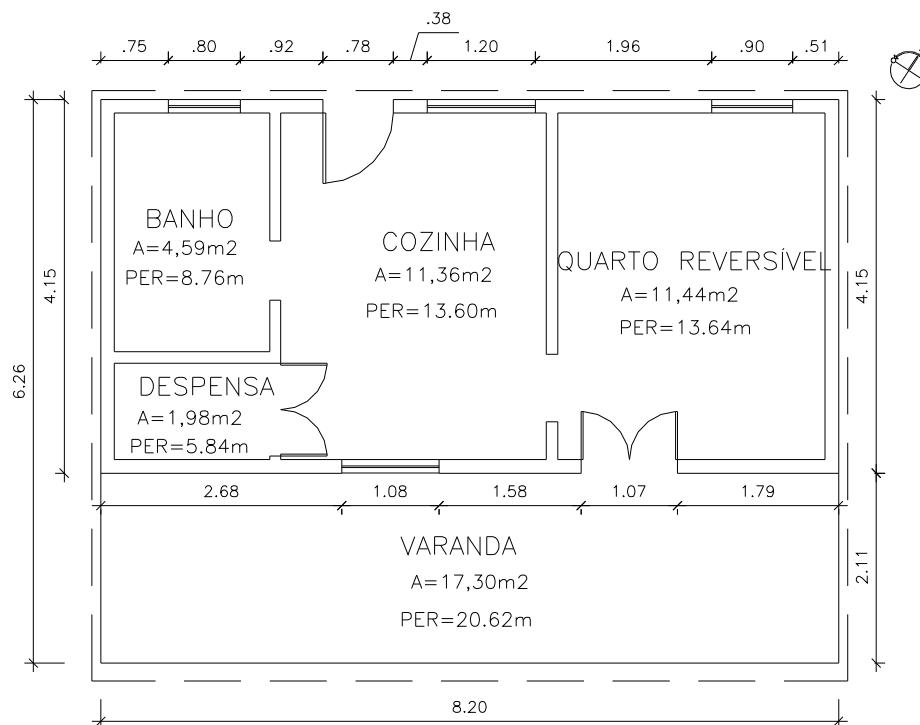 .38
.75 .80 .92 .78 1.20 1.96 .90 .51
BANHO
A=4,59m2
PER=8.76m
COZINHA
A=11,36m2
PER=13.60m
QUARTO REVERSÍVEL
A=11,44m2
PER=13.64m
4.15
4.15
6.26
DESPENSA
A=1,98m2
PER=5.84m
2.68 1.08 1.58 1.07 1.79
VARANDA
A=17,30m2
PER=20.62m
2.11
8.20